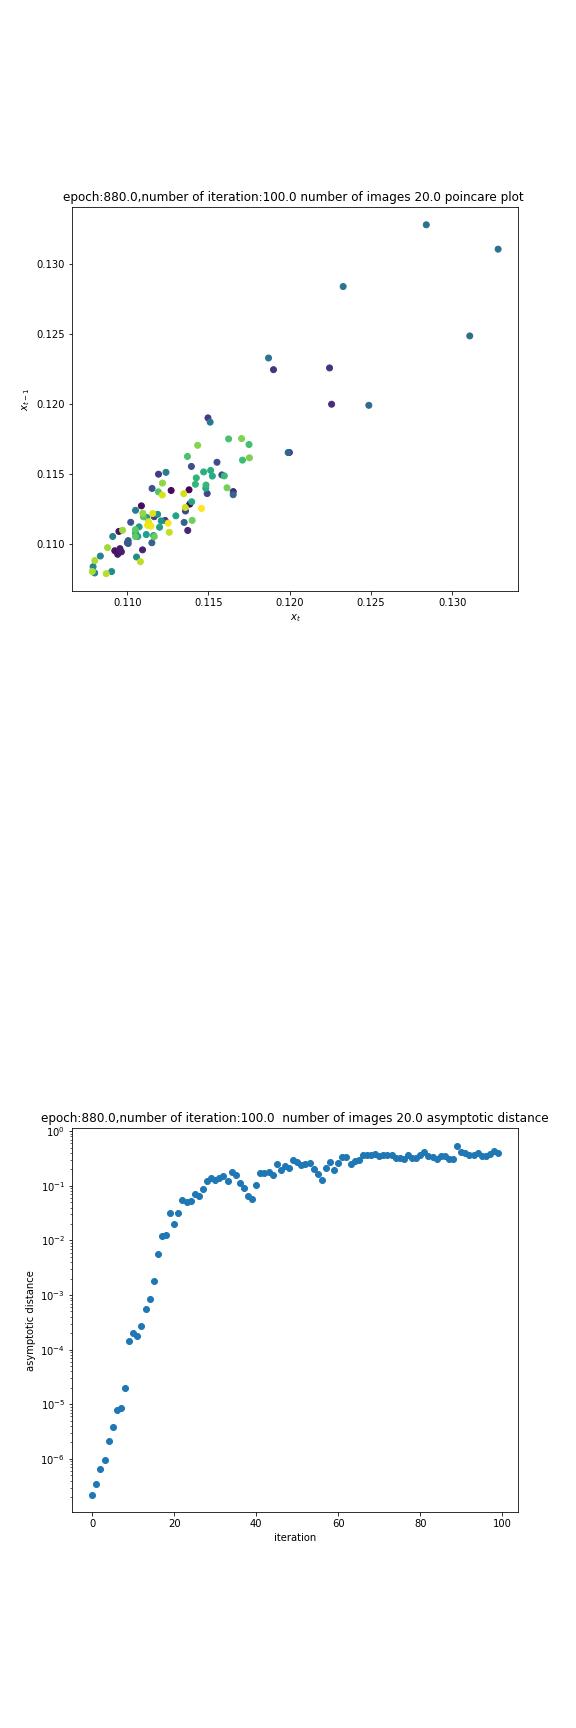 epoch:880.0,number of iteration:100.0 number of images 20.0 poincare plot
0.130
0.125
0.120
0.115
0.110
x_{t-1}
0.110 0.115 0.120 0.125 0.130
x_t
epoch:880.0,number of iteration:100.0  number of images 20.0 asymptotic distance
10^0
10^{-1}
10^{-2}
10^{-3}
10^{-4}
10^{-5}
10^{-6}
asymptotic distance
0 20 40 60 80 100
iteration